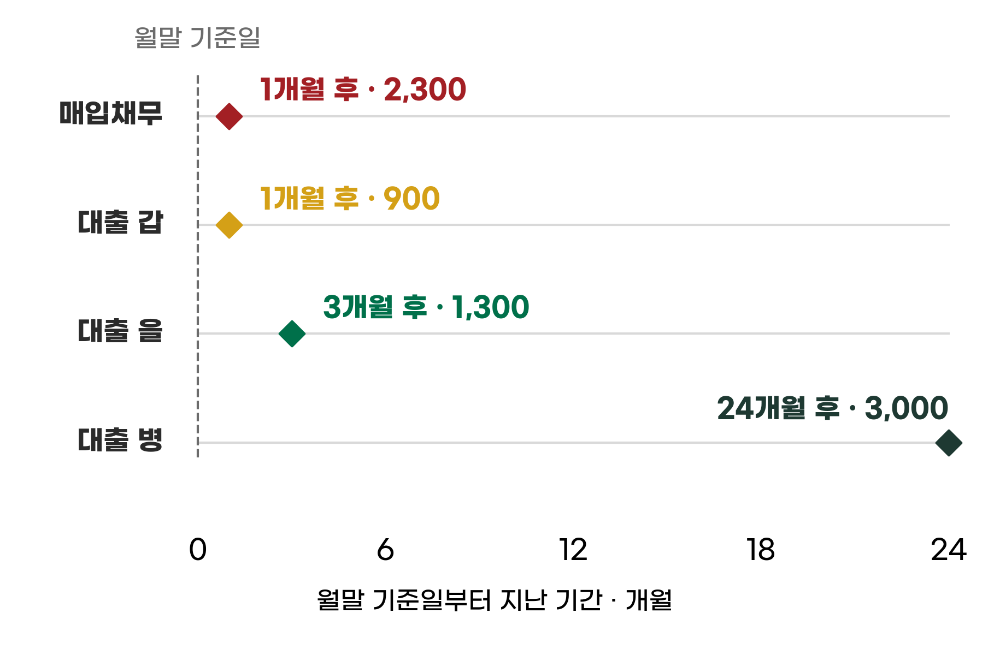 월말 기준일
매입채무
1개월 후 · 2,300
대출 갑
1개월 후 · 900
대출 을
3개월 후 · 1,300
대출 병
24개월 후 · 3,000
0 6 12 18 24
월말 기준일부터 지난 기간 · 개월